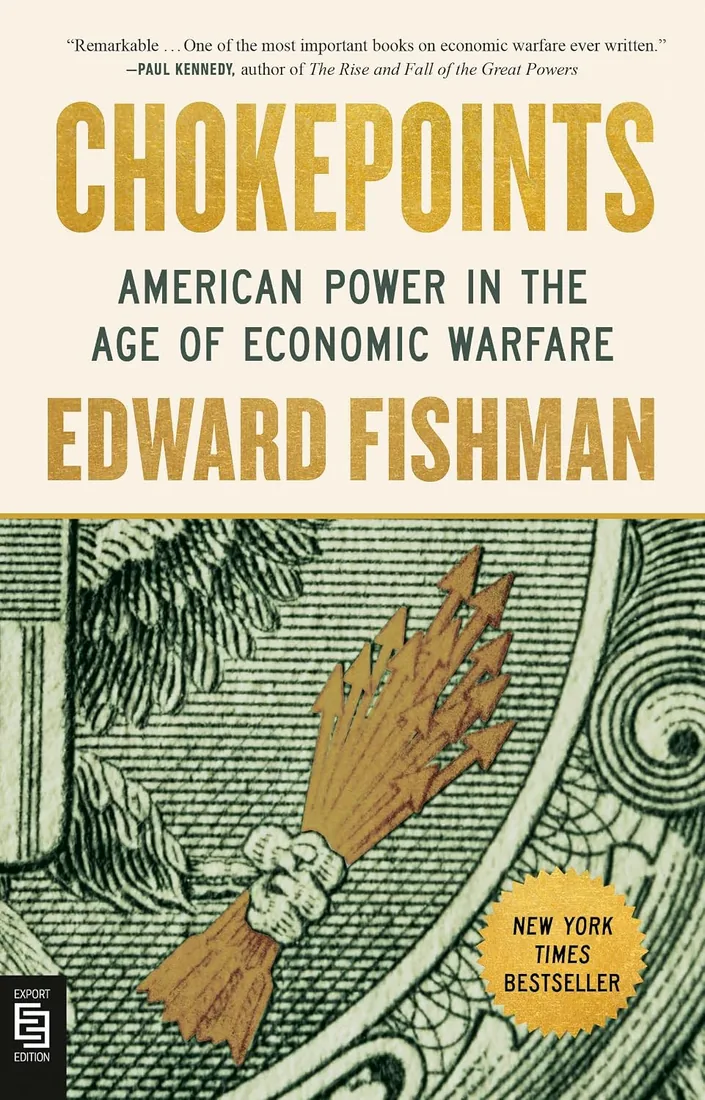 “Remarkable ... One of the most important books on economic warfare ever written.”
—PAUL KENNEDY, author of The Rise and Fall of the Great Powers
CHOKEPOINTS
AMERICAN POWER IN THE
AGE OF ECONOMIC WARFARE
EDWARD FISHMAN
NEW YORK
TIMES
BESTSELLER
EXPORT
EDITION